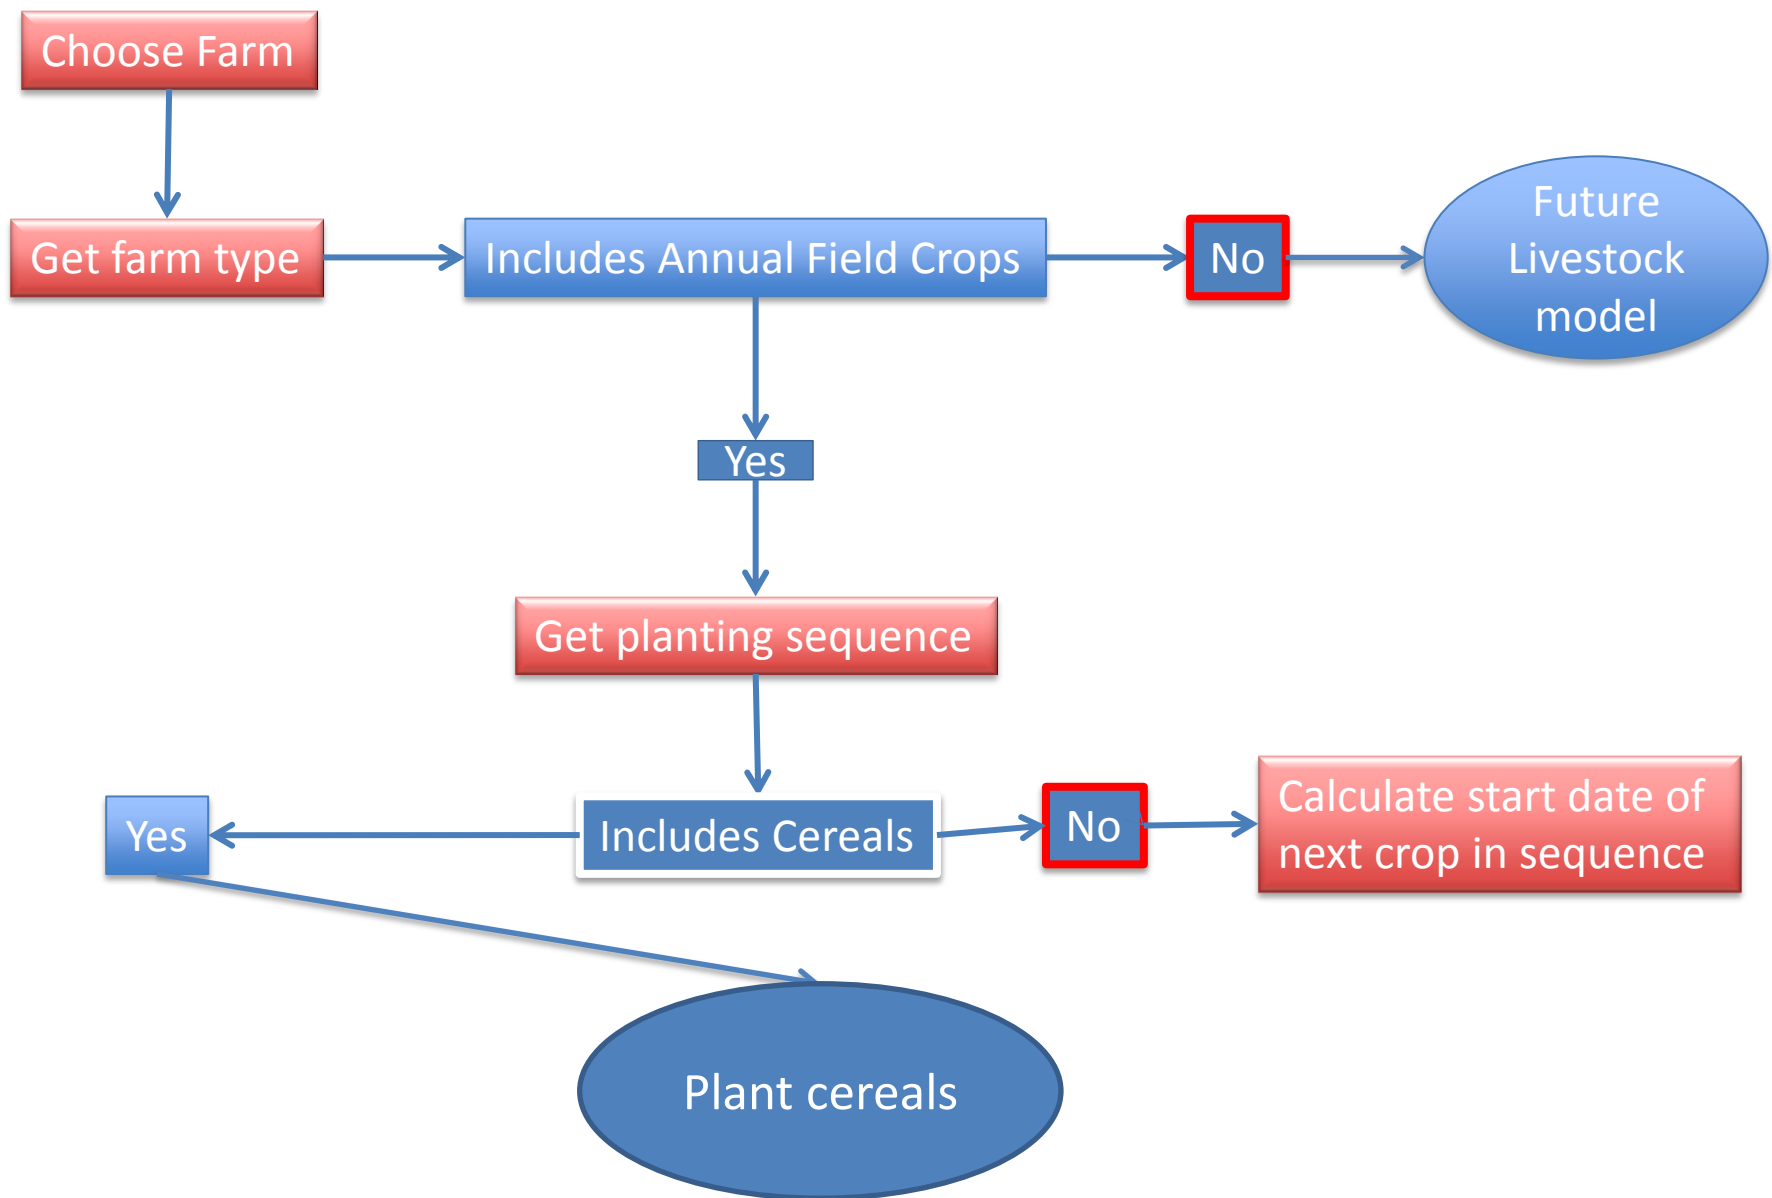 Choose Farm
Get farm type
Includes Annual Field Crops
No
Future
Livestock
model
Yes
Get planting sequence
Yes
Includes Cereals
No
Calculate start date of
next crop in sequence
Plant cereals